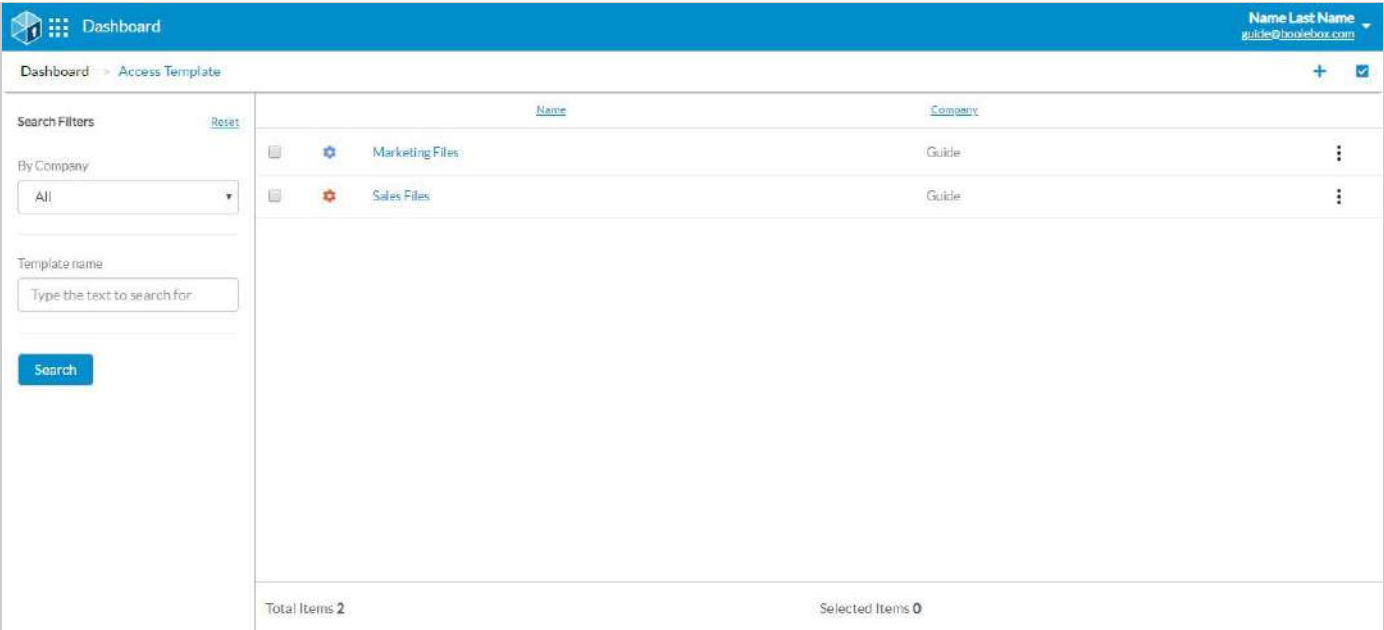 Dashboard
Name Last Name
guide@boolebox.com
Dashboard > Access Template
Search Filters
Reset
By Company
All
Template name
Type the text to search for
Search
Name Company
Marketing Files Guide
Sales Files Guide
Total Items 2 Selected Items 0